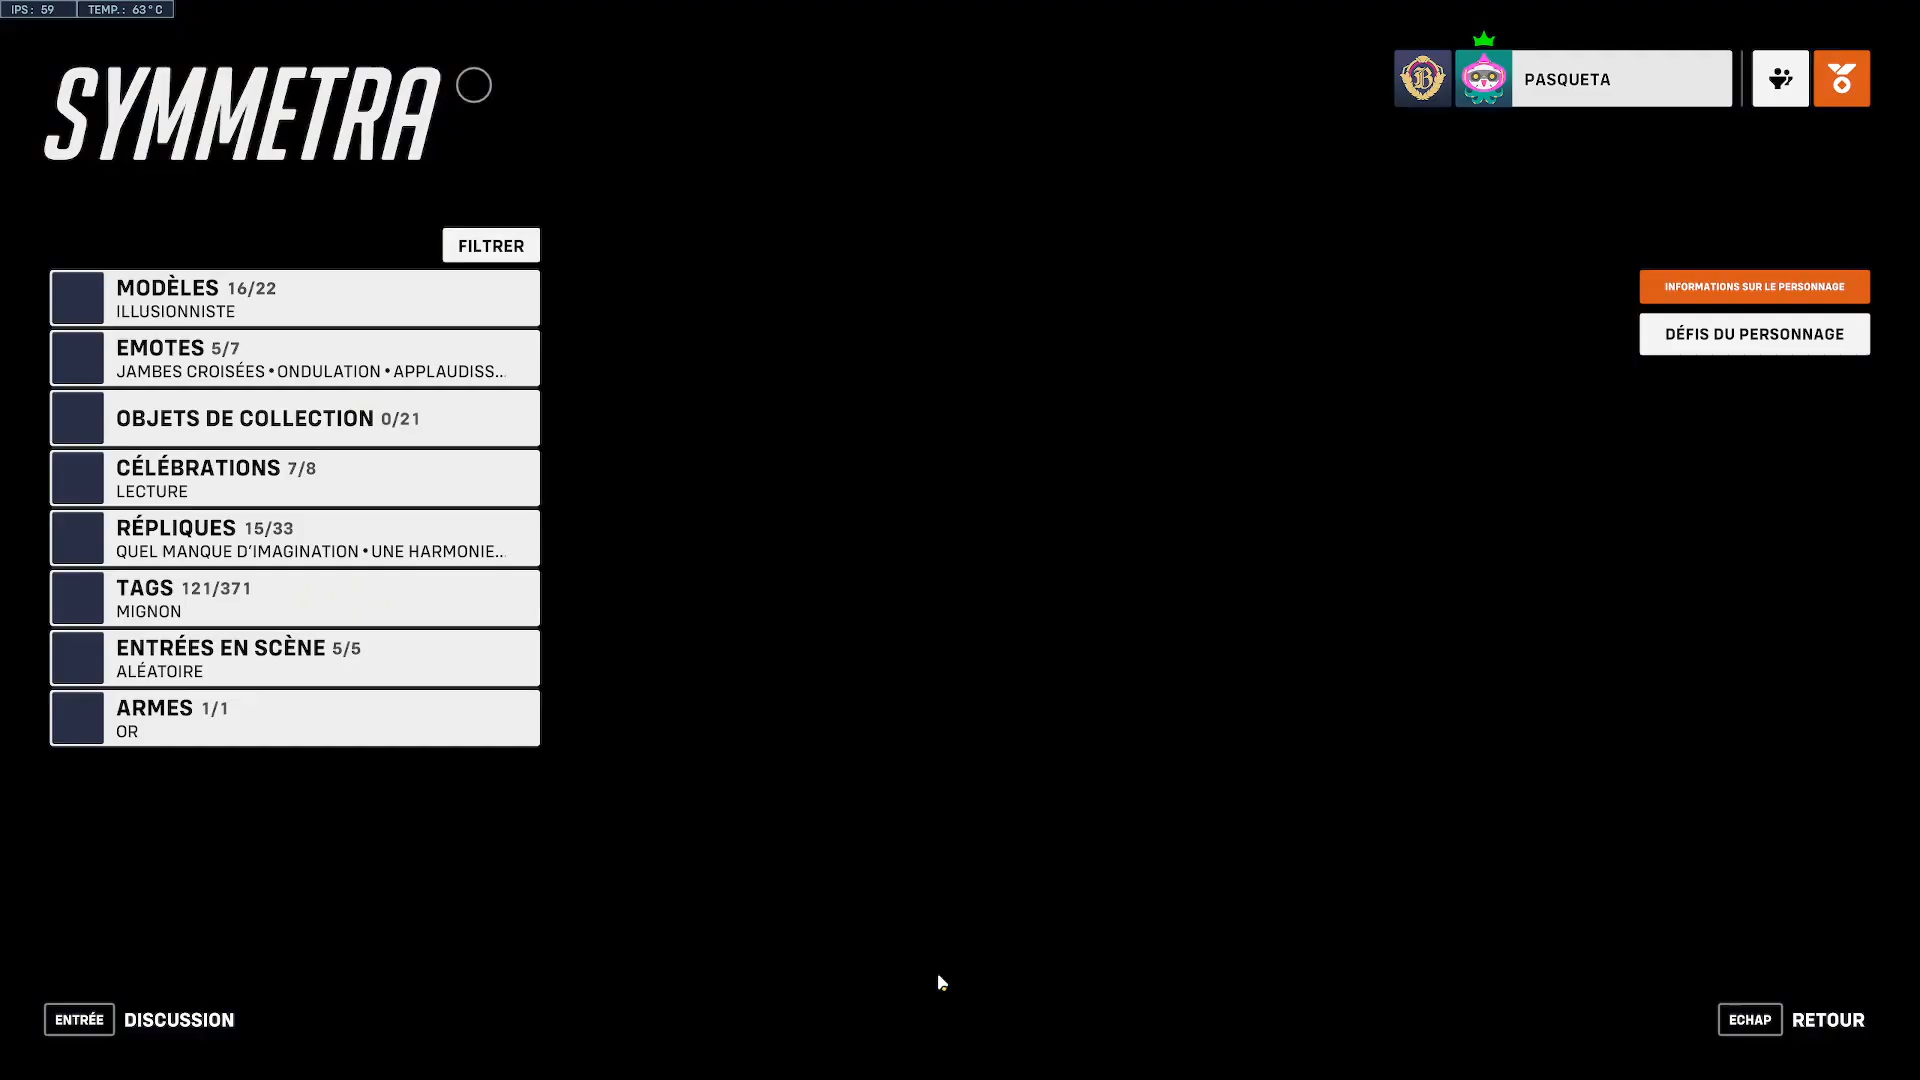 IPS: 59 TEMP.: 63°C
SYMMETRA
PASQUETA
FILTRER
MODÈLES 16/22
ILLUSIONNISTE
EMOTES 5/7
JAMBES CROISÉES • ONDULATION • APPLAUDISS...
OBJETS DE COLLECTION 0/21
CÉLÉBRATIONS 7/8
LECTURE
RÉPLIQUES 15/33
QUEL MANQUE D'IMAGINATION • UNE HARMONIE...
TAGS 121/371
MIGNON
ENTRÉES EN SCÈNE 5/5
ALÉATOIRE
ARMES 1/1
OR
INFORMATIONS SUR LE PERSONNAGE
DÉFIS DU PERSONNAGE
ENTRÉE DISCUSSION
ECHAP RETOUR